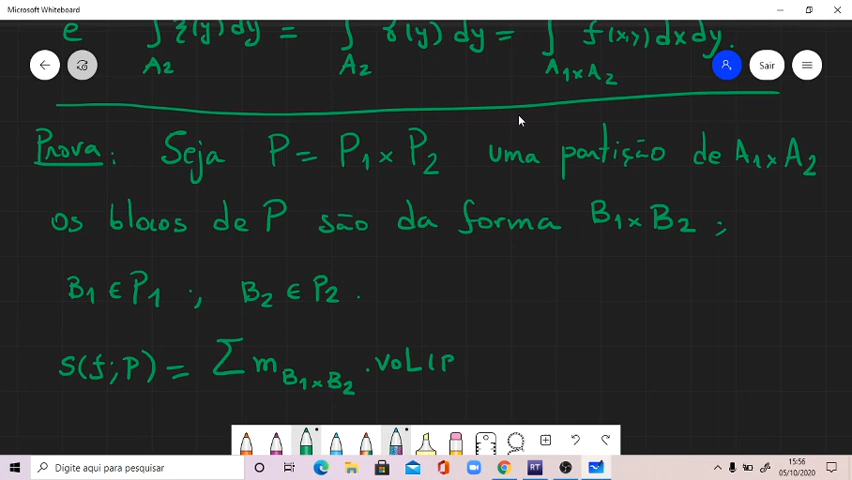 Microsoft Whiteboard
e ∫ ξ(y) dy = ∫ γ(y) dy = ∫ f(x,y) dx dy.
A2 A2 A1×A2
Sair
Prova: Seja P = P1 × P2 uma partição de A1×A2
os blocos de P são da forma B1×B2 ;
B1 ∈ P1 ; B2 ∈ P2 .
s(f;P) = ∑ m B1×B2 .voL(P
Digite aqui para pesquisar
RT
15:56
05/10/2020